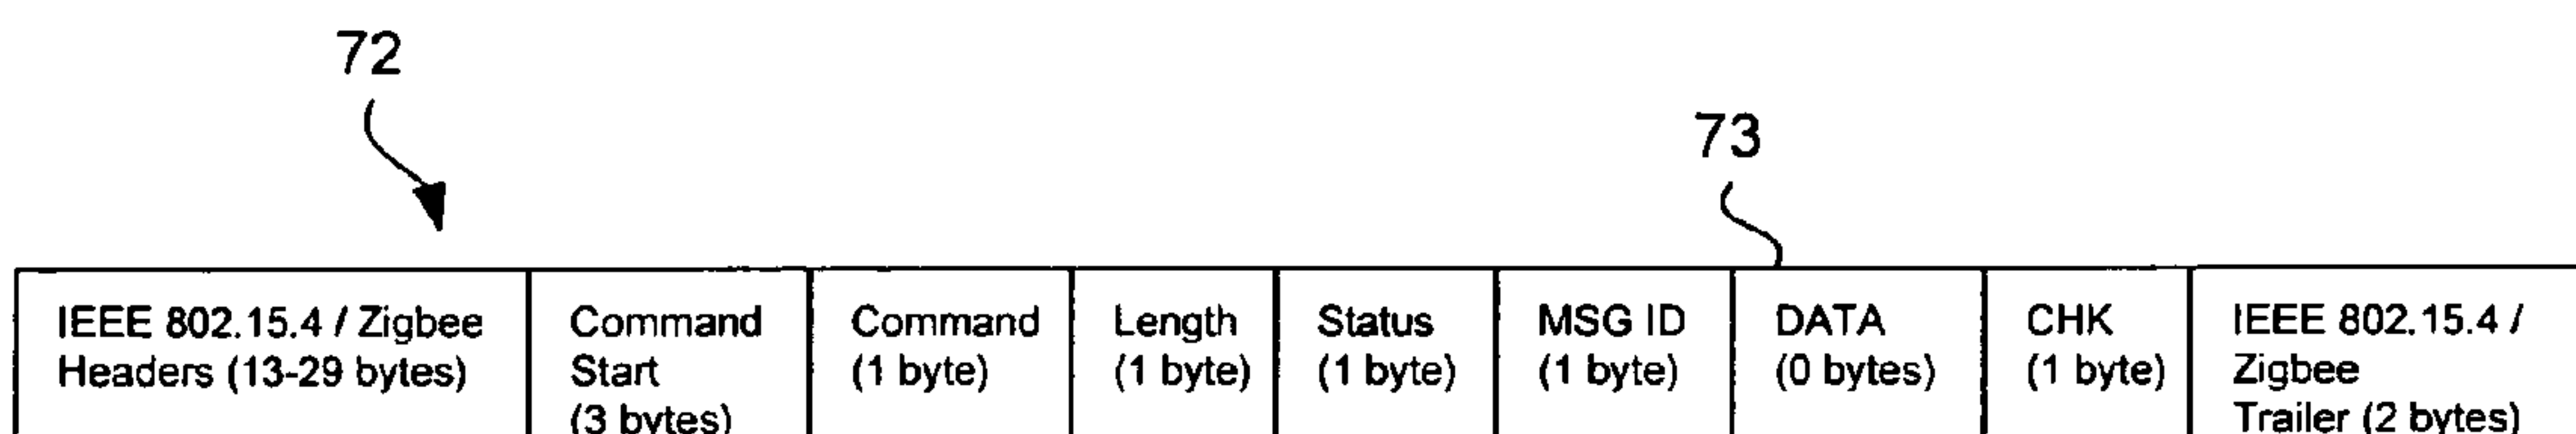 72
73
IEEE 802.15.4 / Zigbee
Headers (13-29 bytes)
Command
Start
(3 bytes)
Command
(1 byte)
Length
(1 byte)
Status
(1 byte)
MSG ID
(1 byte)
DATA
(0 bytes)
CHK
(1 byte)
IEEE 802.15.4 /
Zigbee
Trailer (2 bytes)